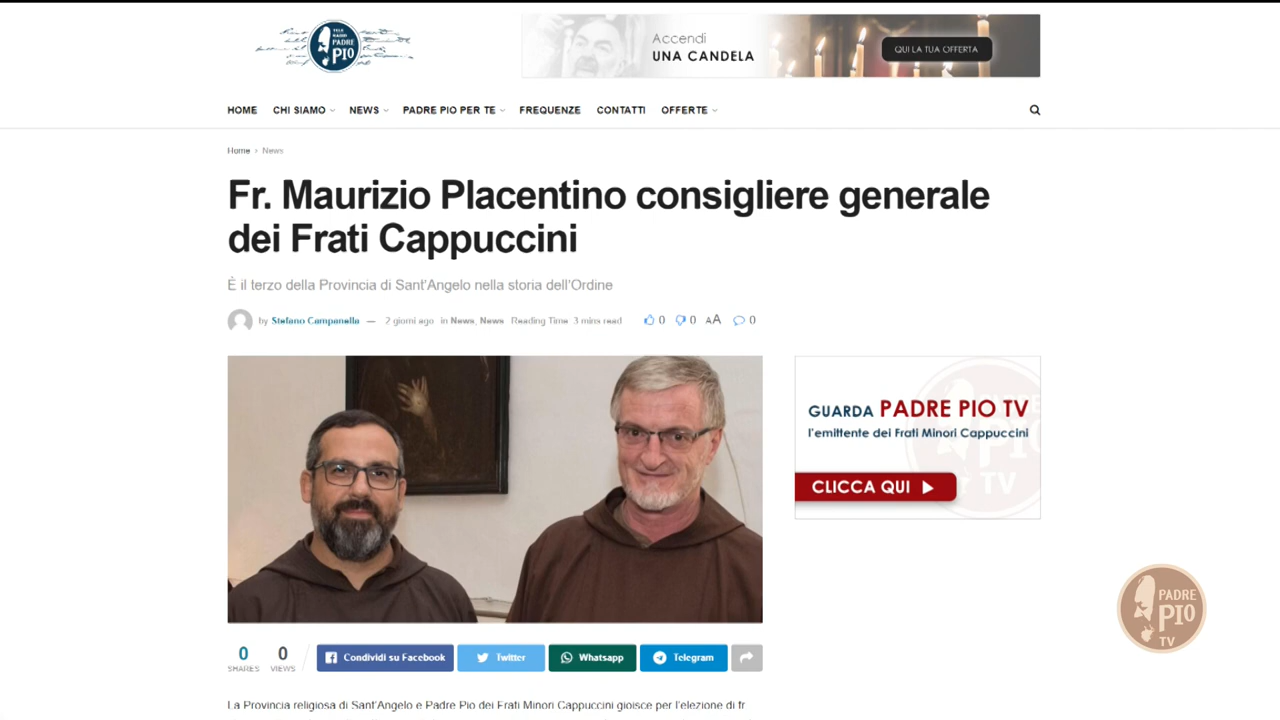 TELE
RADIO
PADRE
PIO
Accendi
UNA CANDELA
QUI LA TUA OFFERTA
HOME CHI SIAMO NEWS PADRE PIO PER TE FREQUENZE CONTATTI OFFERTE
Home > News
Fr. Maurizio Placentino consigliere generale
dei Frati Cappuccini
È il terzo della Provincia di Sant'Angelo nella storia dell'Ordine
by Stefano Campanella — 2 giorni ago in News, News Reading Time 3 mins read 0 0 AA 0
GUARDA PADRE PIO TV
l'emittente dei Frati Minori Cappuccini
CLICCA QUI
PADRE
PIO
TV
0 SHARES
0 VIEWS
Condividi su Facebook
Twitter
Whatsapp
Telegram
La Provincia religiosa di Sant'Angelo e Padre Pio dei Frati Minori Cappuccini gioisce per l'elezione di fr